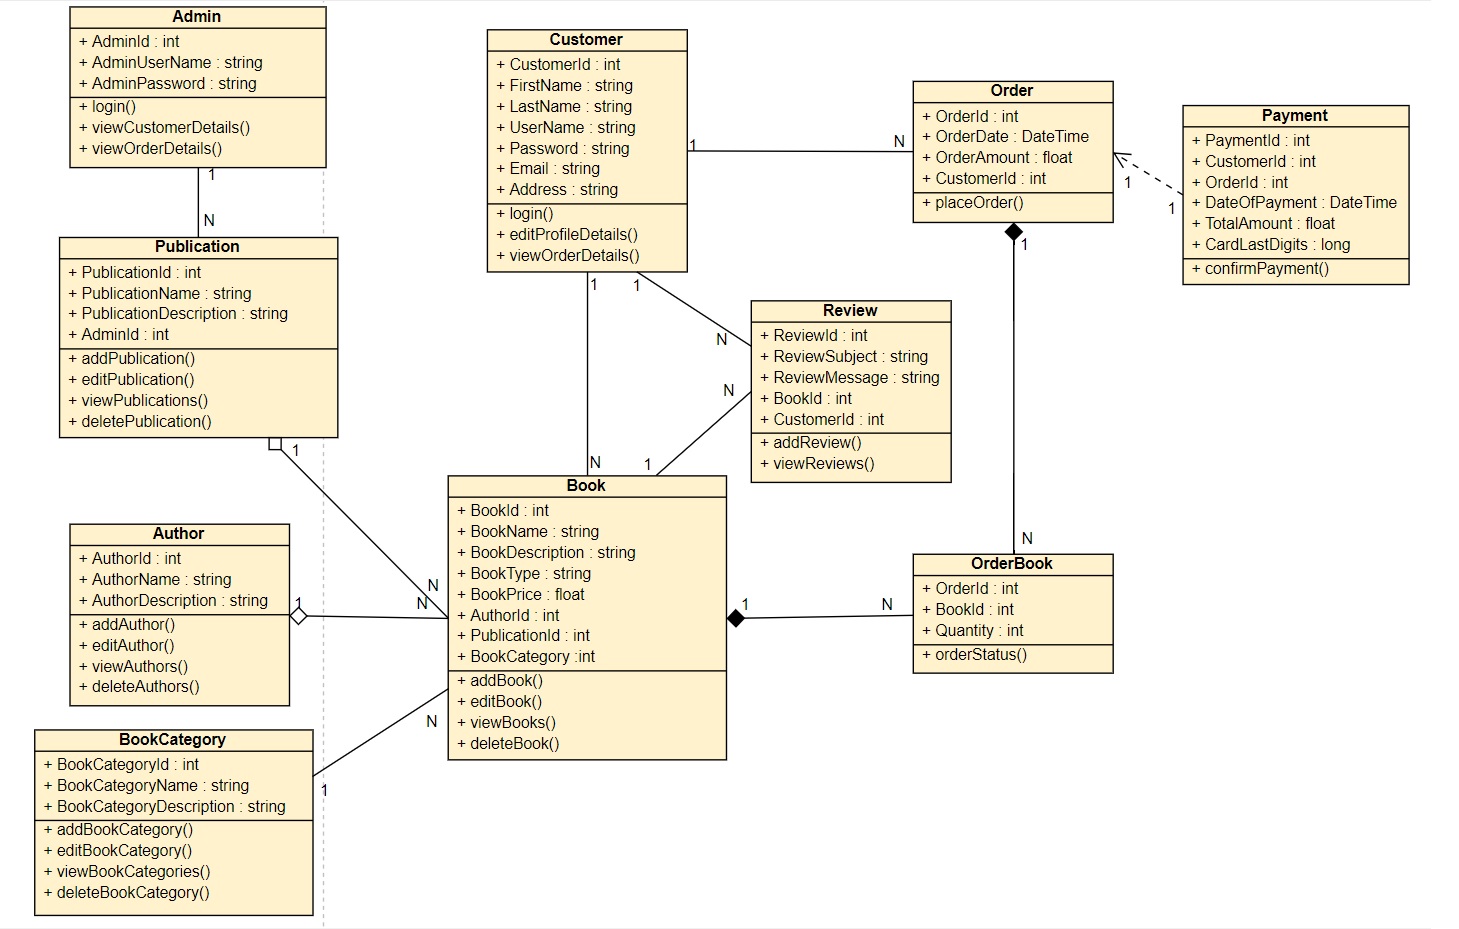 Admin
+ AdminId : int
+ AdminUserName : string
+ AdminPassword : string
+ login()
+ viewCustomerDetails()
+ viewOrderDetails()
1
N
Publication
+ PublicationId : int
+ PublicationName : string
+ PublicationDescription : string
+ AdminId : int
+ addPublication()
+ editPublication()
+ viewPublications()
+ deletePublication()
1
N
Author
+ AuthorId : int
+ AuthorName : string
+ AuthorDescription : string
+ addAuthor()
+ editAuthor()
+ viewAuthors()
+ deleteAuthors()
1
N
BookCategory
+ BookCategoryId : int
+ BookCategoryName : string
+ BookCategoryDescription : string
+ addBookCategory()
+ editBookCategory()
+ viewBookCategories()
+ deleteBookCategory()
1
N
Customer
+ CustomerId : int
+ FirstName : string
+ LastName : string
+ UserName : string
+ Password : string
+ Email : string
+ Address : string
+ login()
+ editProfileDetails()
+ viewOrderDetails()
1
N
1
N
1
N
Book
+ BookId : int
+ BookName : string
+ BookDescription : string
+ BookType : string
+ BookPrice : float
+ AuthorId : int
+ PublicationId : int
+ BookCategory :int
+ addBook()
+ editBook()
+ viewBooks()
+ deleteBook()
1
N
Review
+ ReviewId : int
+ ReviewSubject : string
+ ReviewMessage : string
+ BookId : int
+ CustomerId : int
+ addReview()
+ viewReviews()
N
1
Order
+ OrderId : int
+ OrderDate : DateTime
+ OrderAmount : float
+ CustomerId : int
+ placeOrder()
1
N
OrderBook
+ OrderId : int
+ BookId : int
+ Quantity : int
+ orderStatus()
1
1
Payment
+ PaymentId : int
+ CustomerId : int
+ OrderId : int
+ DateOfPayment : DateTime
+ TotalAmount : float
+ CardLastDigits : long
+ confirmPayment()